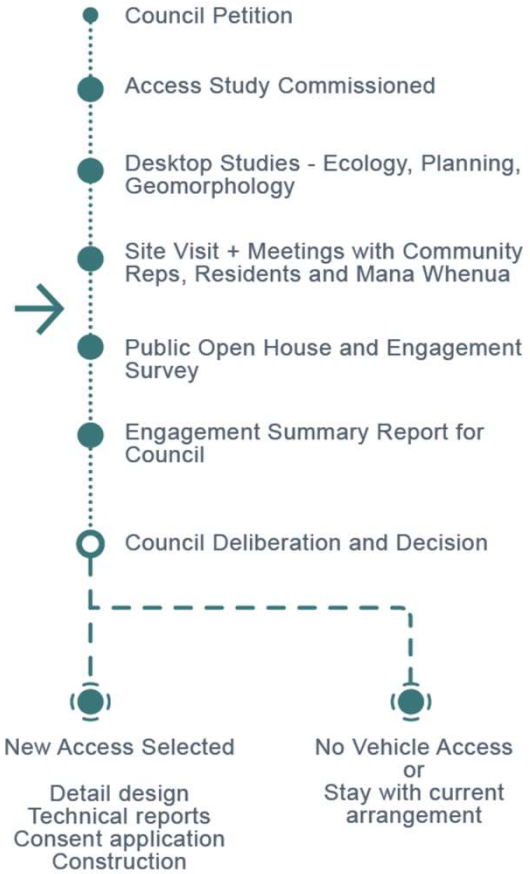 Council Petition
Access Study Commissioned
Desktop Studies - Ecology, Planning,
Geomorphology
Site Visit + Meetings with Community
Reps, Residents and Mana Whenua
Public Open House and Engagement
Survey
Engagement Summary Report for
Council
Council Deliberation and Decision
New Access Selected
Detail design
Technical reports
Consent application
Construction
No Vehicle Access
or
Stay with current
arrangement